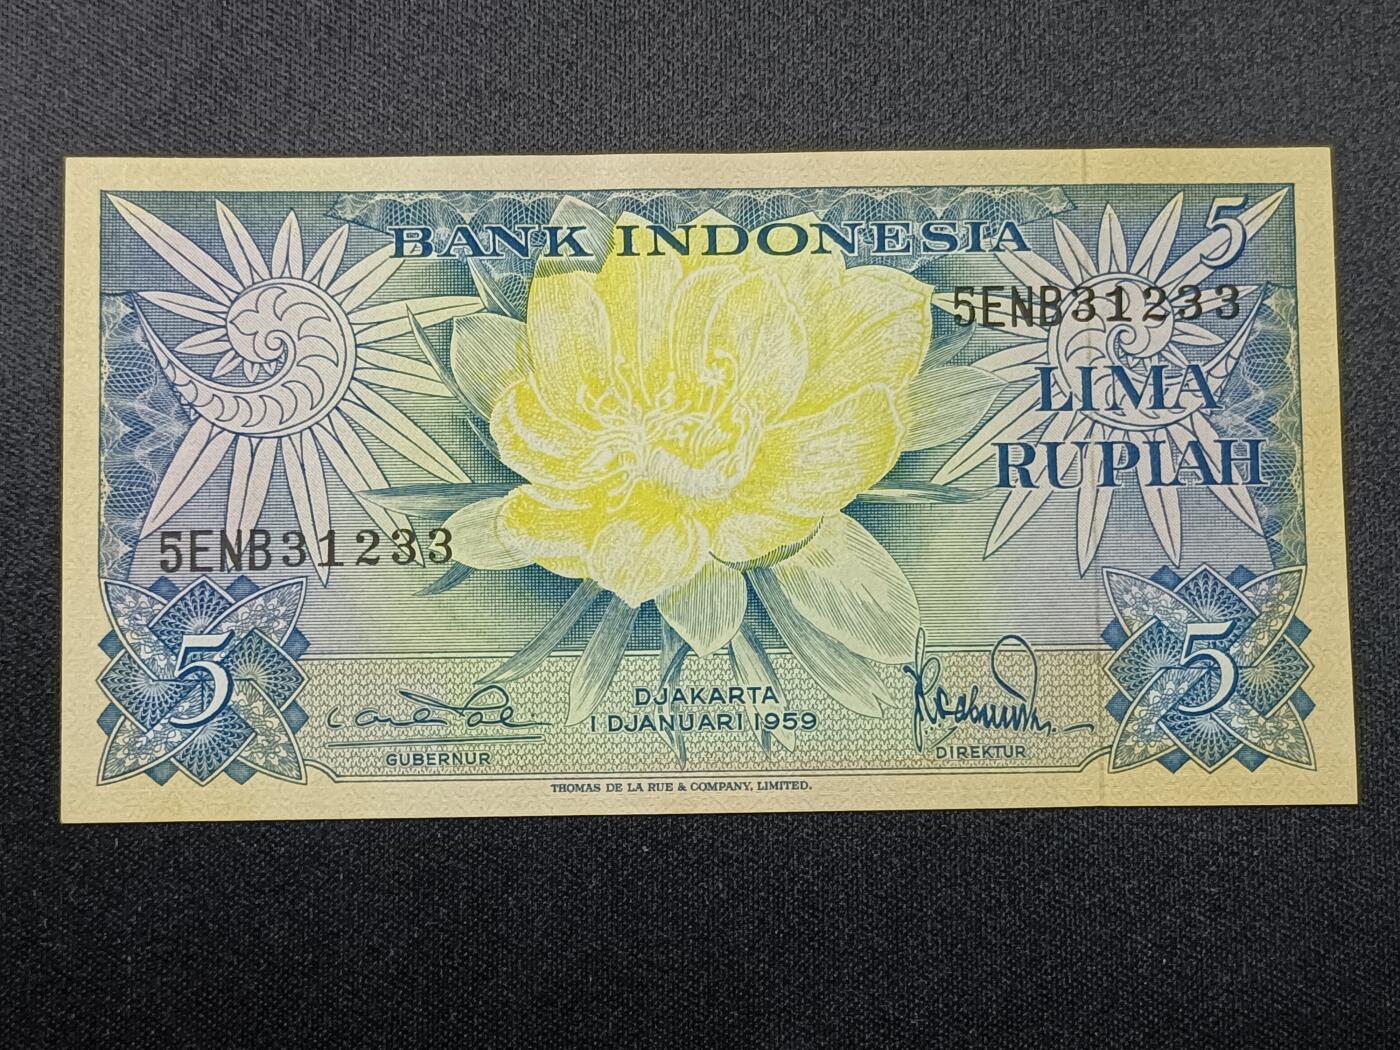 BANK INDONESIA
5
5ENB31233
LIMA
RUPIAH
5ENB31233
5
5
DJAKARTA
1 DJANUARI 1959
GUBERNUR
DIREKTUR
THOMAS DE LA RUE & COMPANY, LIMITED.